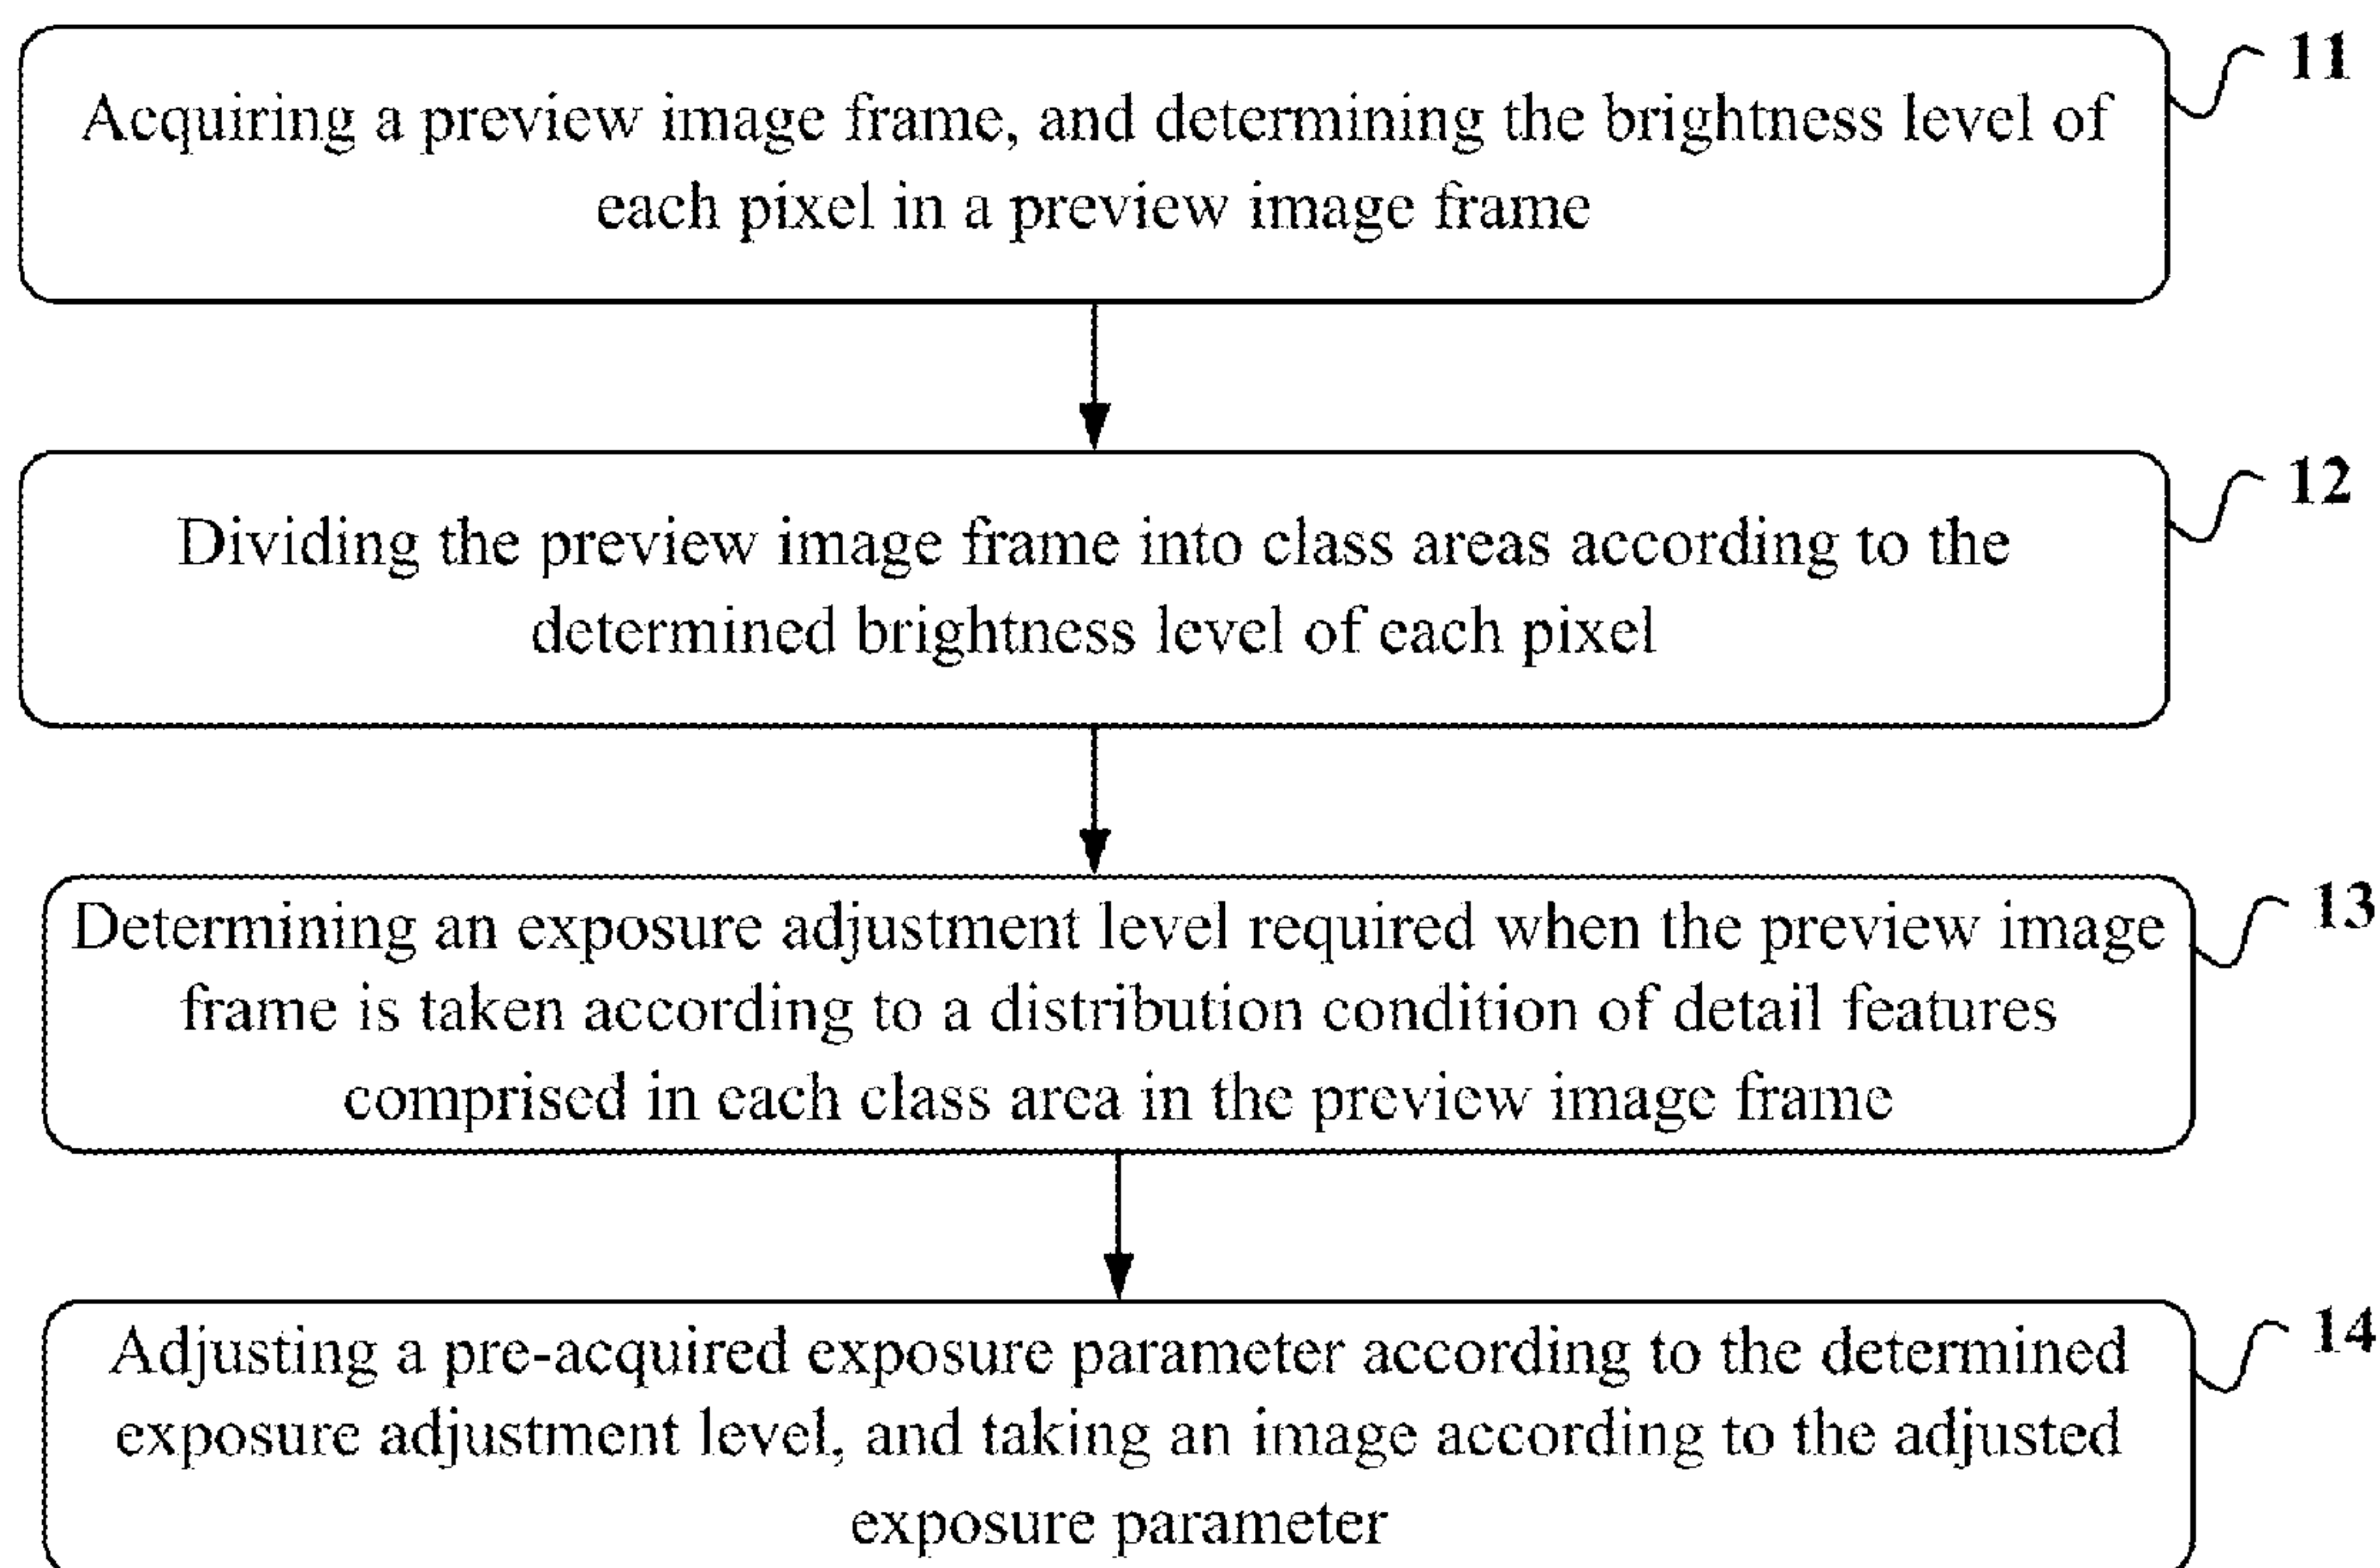 11
Acquiring a preview image frame, and determining the brightness level of
each pixel in a preview image frame
12
Dividing the preview image frame into class areas according to the
determined brightness level of each pixel
13
Determining an exposure adjustment level required when the preview image
frame is taken according to a distribution condition of detail features
comprised in each class area in the preview image frame
14
Adjusting a pre-acquired exposure parameter according to the determined
exposure adjustment level, and taking an image according to the adjusted
exposure parameter